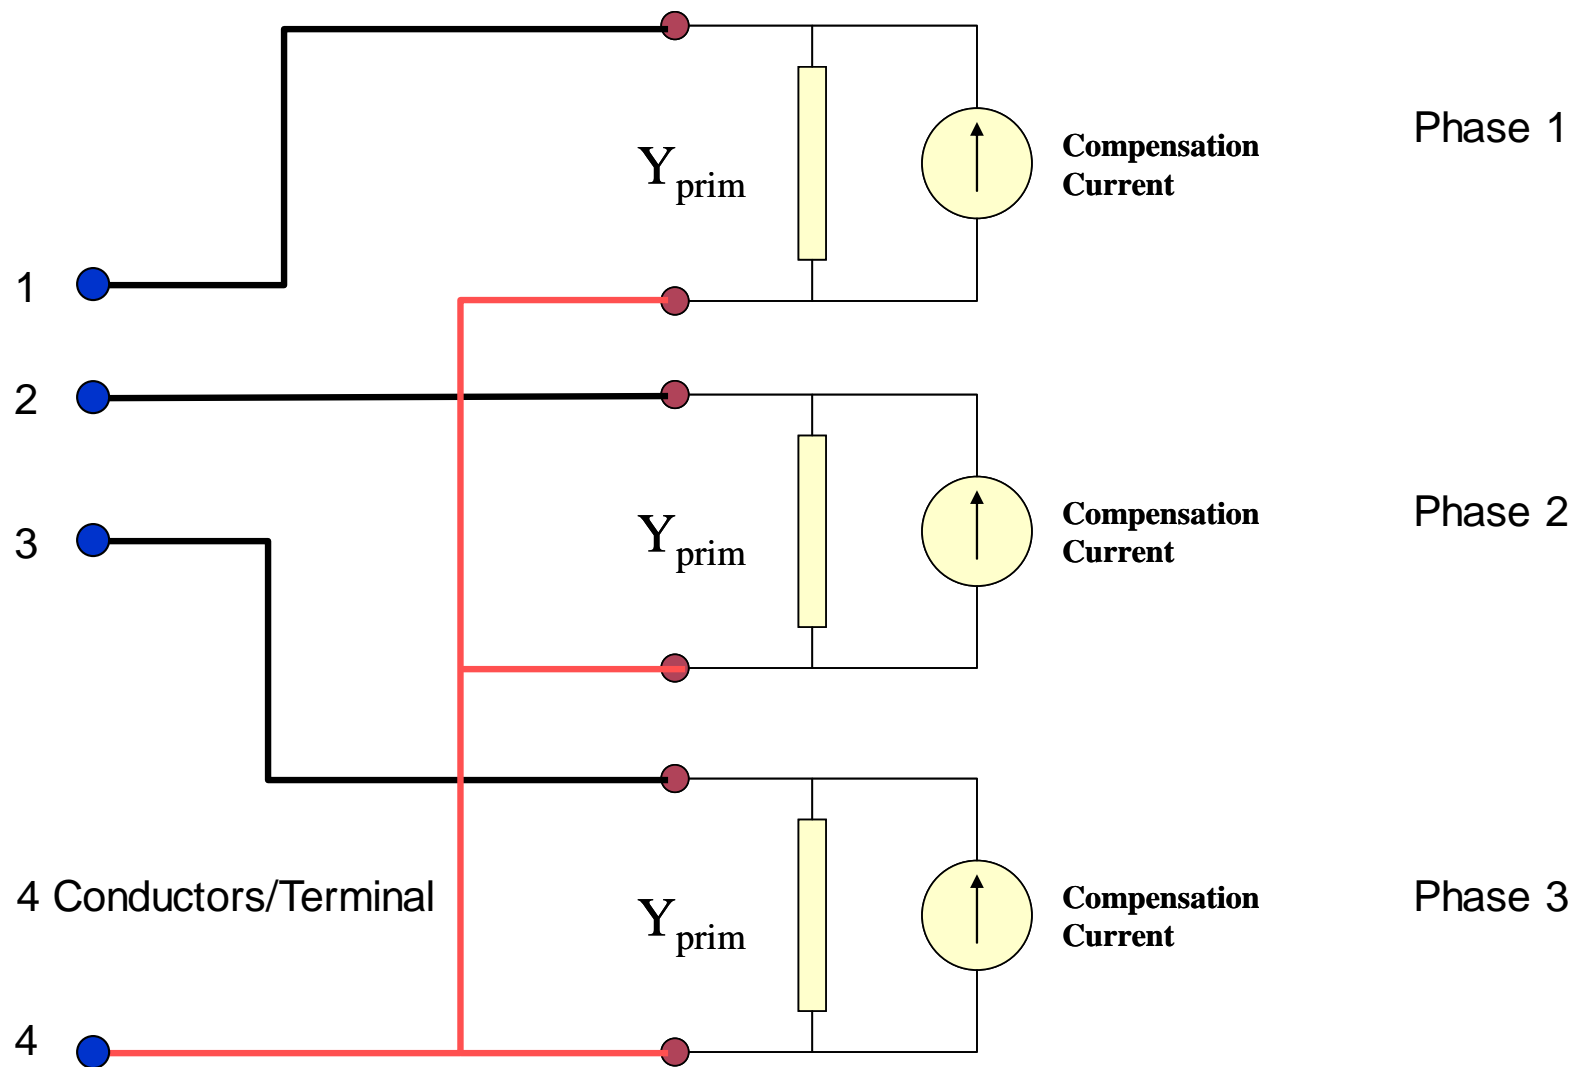 Phase 1
Y prim
Compensation
Current
1
2
Y prim
Compensation
Current
Phase 2
3
4 Conductors/Terminal
Y prim
Compensation
Current
Phase 3
4